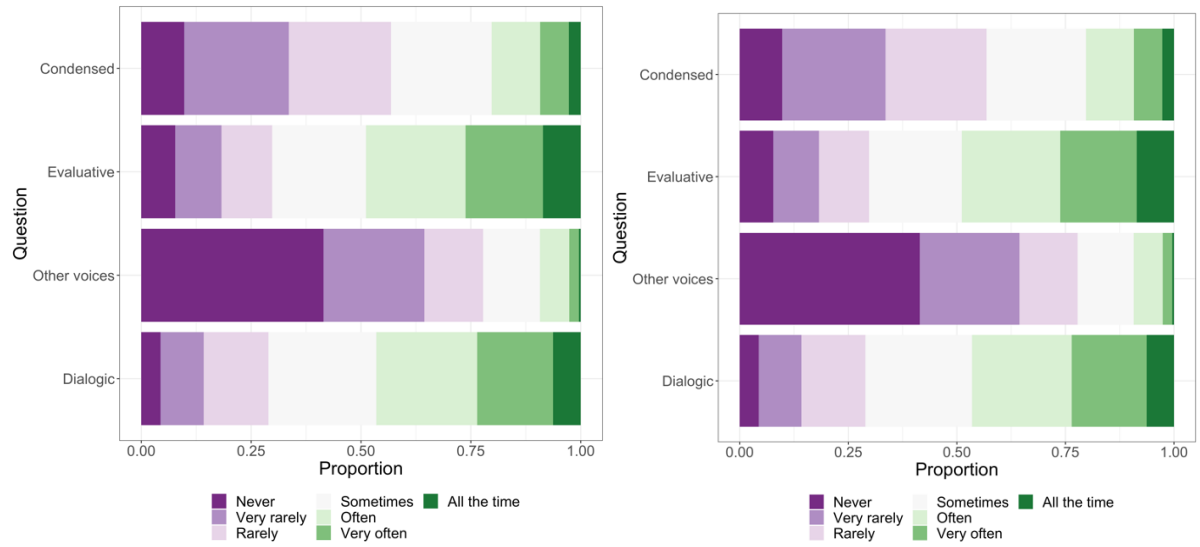 Question
Condensed
Evaluative
Other voices
Dialogic
0.00 0.25 0.50 0.75 1.00
Proportion
Never Sometimes All the time
Very rarely Often
Rarely Very often
Question
Condensed
Evaluative
Other voices
Dialogic
0.00 0.25 0.50 0.75 1.00
Proportion
Never Sometimes All the time
Very rarely Often
Rarely Very often